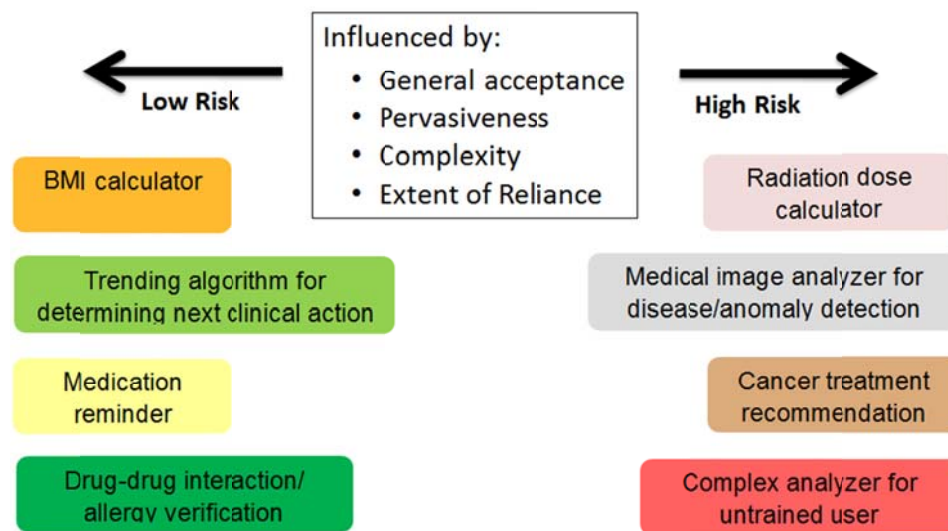 Influenced by:
• General acceptance
• Pervasiveness
• Complexity
• Extent of Reliance
Low Risk
High Risk
BMI calculator
Trending algorithm for
determining next clinical action
Medication
reminder
Drug-drug interaction/
allergy verification
Radiation dose
calculator
Medical image analyzer for
disease/anomaly detection
Cancer treatment
recommendation
Complex analyzer for
untrained user